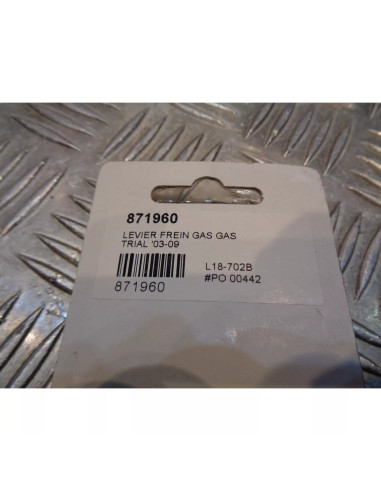 871960
LEVIER FREIN GAS GAS
TRIAL '03-09
L18-702B
#PO 00442
871960